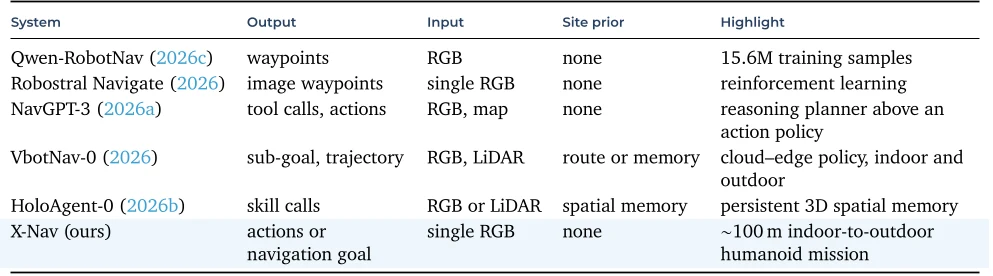 System Output Input Site prior Highlight
Qwen-RobotNav (2026c) waypoints RGB none 15.6M training samples
Robostral Navigate (2026) image waypoints single RGB none reinforcement learning
NavGPT-3 (2026a) tool calls, actions RGB, map none reasoning planner above an
action policy
VbotNav-0 (2026) sub-goal, trajectory RGB, LiDAR route or memory cloud–edge policy, indoor and
outdoor
HoloAgent-0 (2026b) skill calls RGB or LiDAR spatial memory persistent 3D spatial memory
X-Nav (ours) actions or single RGB none ~100 m indoor-to-outdoor
navigation goal humanoid mission